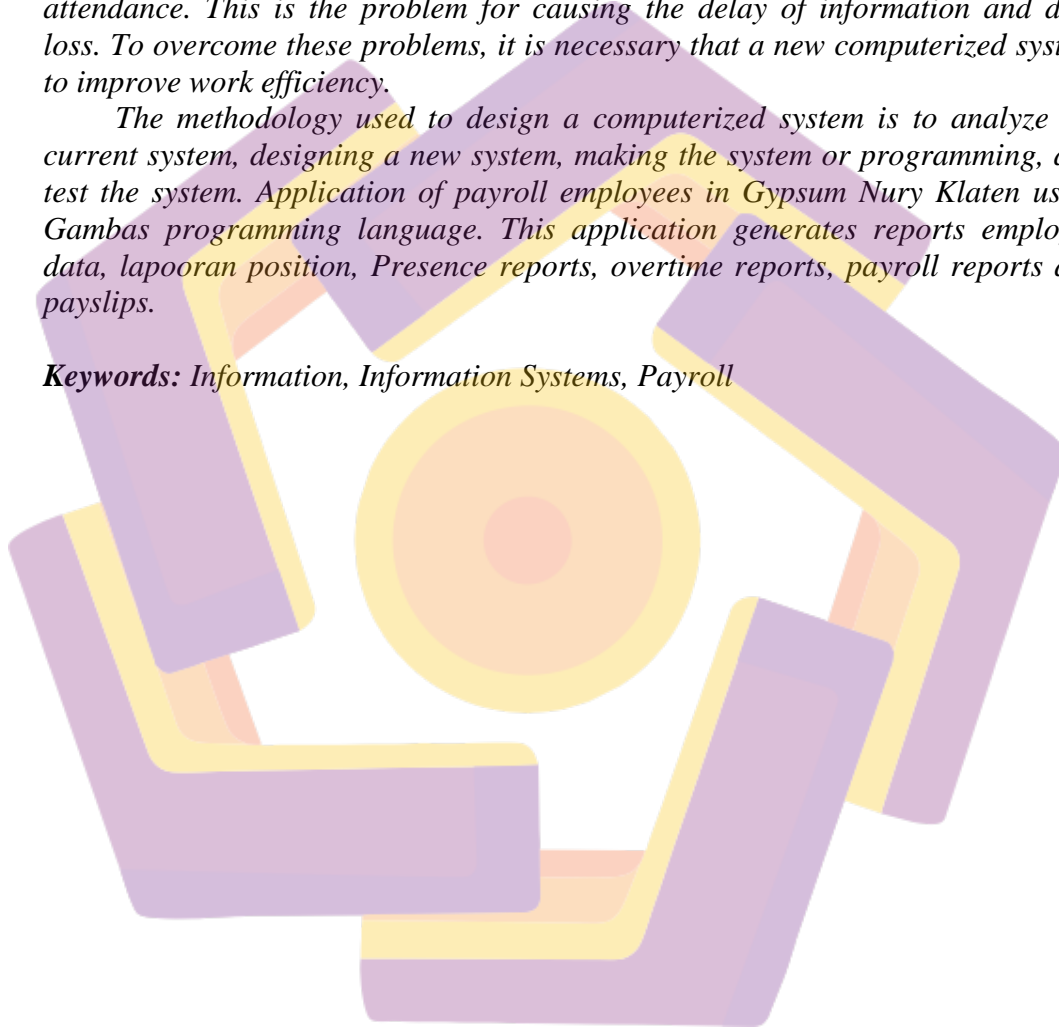 attendance. This is the problem for causing the delay of information and
loss. To overcome these problems, it is necessary that a new computerized
to improve work efficiency.
The methodology used to design a computerized system is to analyze
current system, designing a new system, making the system or programming,
test the system. Application of payroll employees in Gypsum Nury Klaten
Gambas programming language. This application generates reports
data, lapooran position, Presence reports, overtime reports, payroll reports
payslips.
Keywords: Information, Information Systems, Payroll